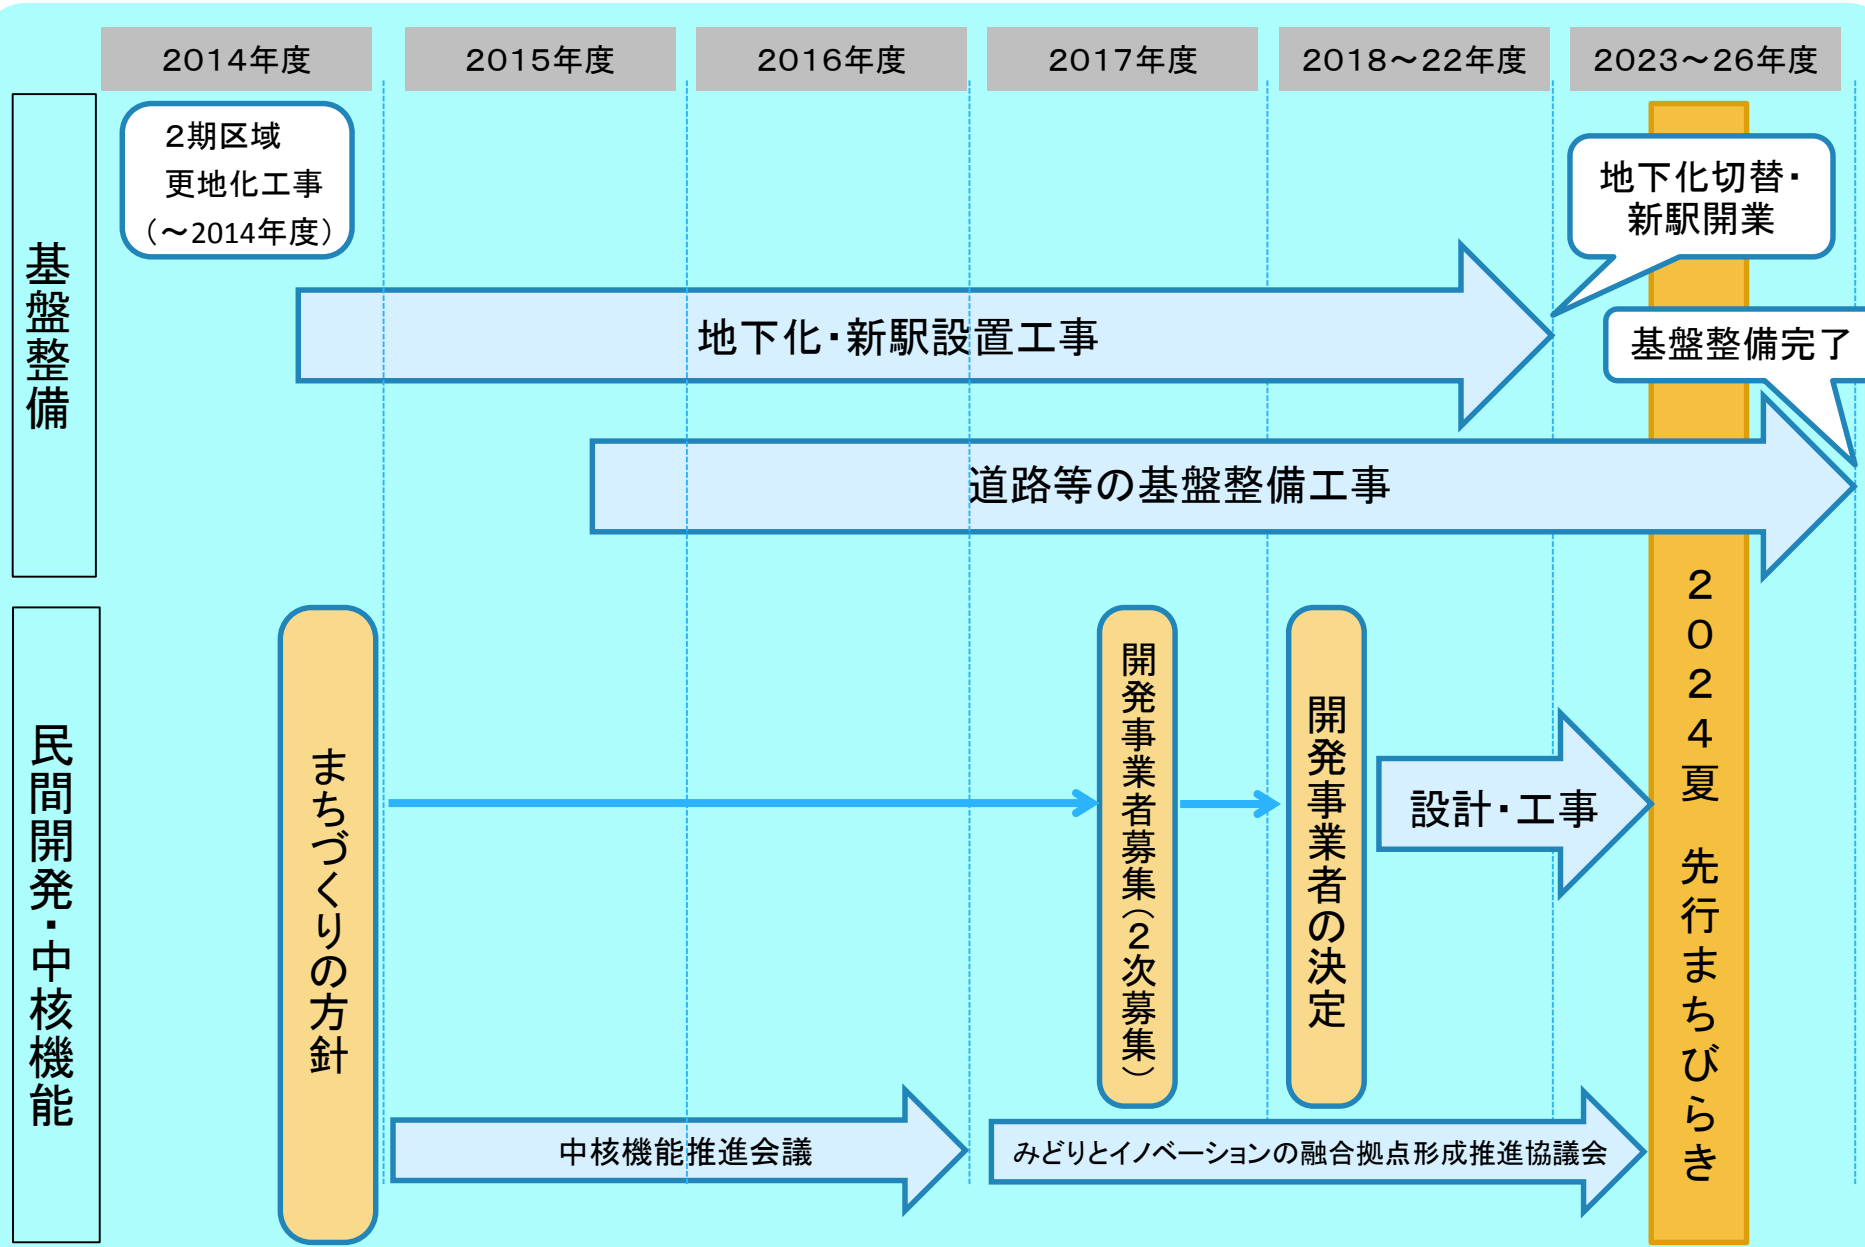 ２０１４年度
２０１５年度
２０１６年度
２０１７年度
２０１８～２２年度
２０２３～２６年度
基盤整備
２期区域
更地化工事
（～2014年度）
地下化切替・
新駅開業
地下化・新駅設置工事
基盤整備完了
道路等の基盤整備工事
民間開発・中核機能
まちづくりの方針
開発事業者募集（２次募集）
開発事業者の決定
設計・工事
２０２４夏　先行まちびらき
中核機能推進会議
みどりとイノベーションの融合拠点形成推進協議会